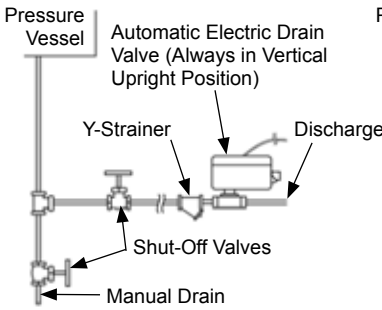 Pressure
Vessel
Automatic Electric Drain
Valve (Always in Vertical
Upright Position)
Y-Strainer
Discharge
Shut-Off Valves
Manual Drain